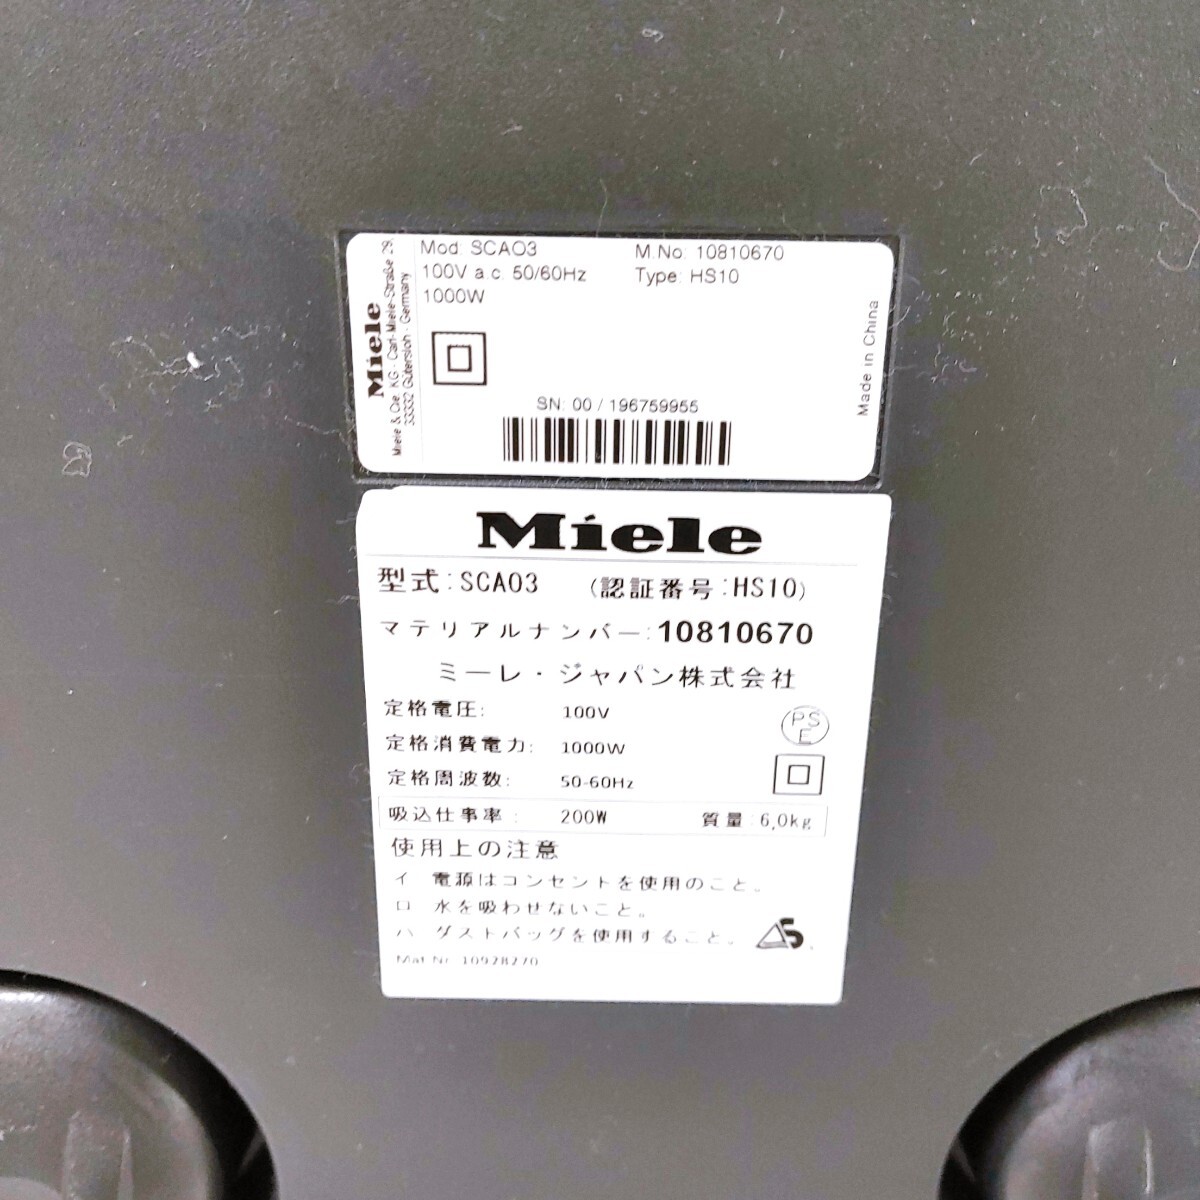 Mod: SCAO3
M.No: 10810670
100V a.c. 50/60Hz
Type: HS10
1000W
Miele
Miele & Cie. KG · Carl-Miele-Straße 29
33332 Gütersloh · Germany
SN: 00 / 196759955
Made in China
Miele
型式:SCA03 (認証番号:HS10)
マテリアルナンバー:10810670
ミーレ・ジャパン株式会社
定格電圧: 100V
PS
E
定格消費電力: 1000W
定格周波数: 50-60Hz
吸込仕事率: 200W 質量:6,0kg
使用上の注意
イ 電源はコンセントを使用のこと。
ロ 水を吸わせないこと。
ハ ダストバッグを使用すること。
Mat.Nr. 10928270